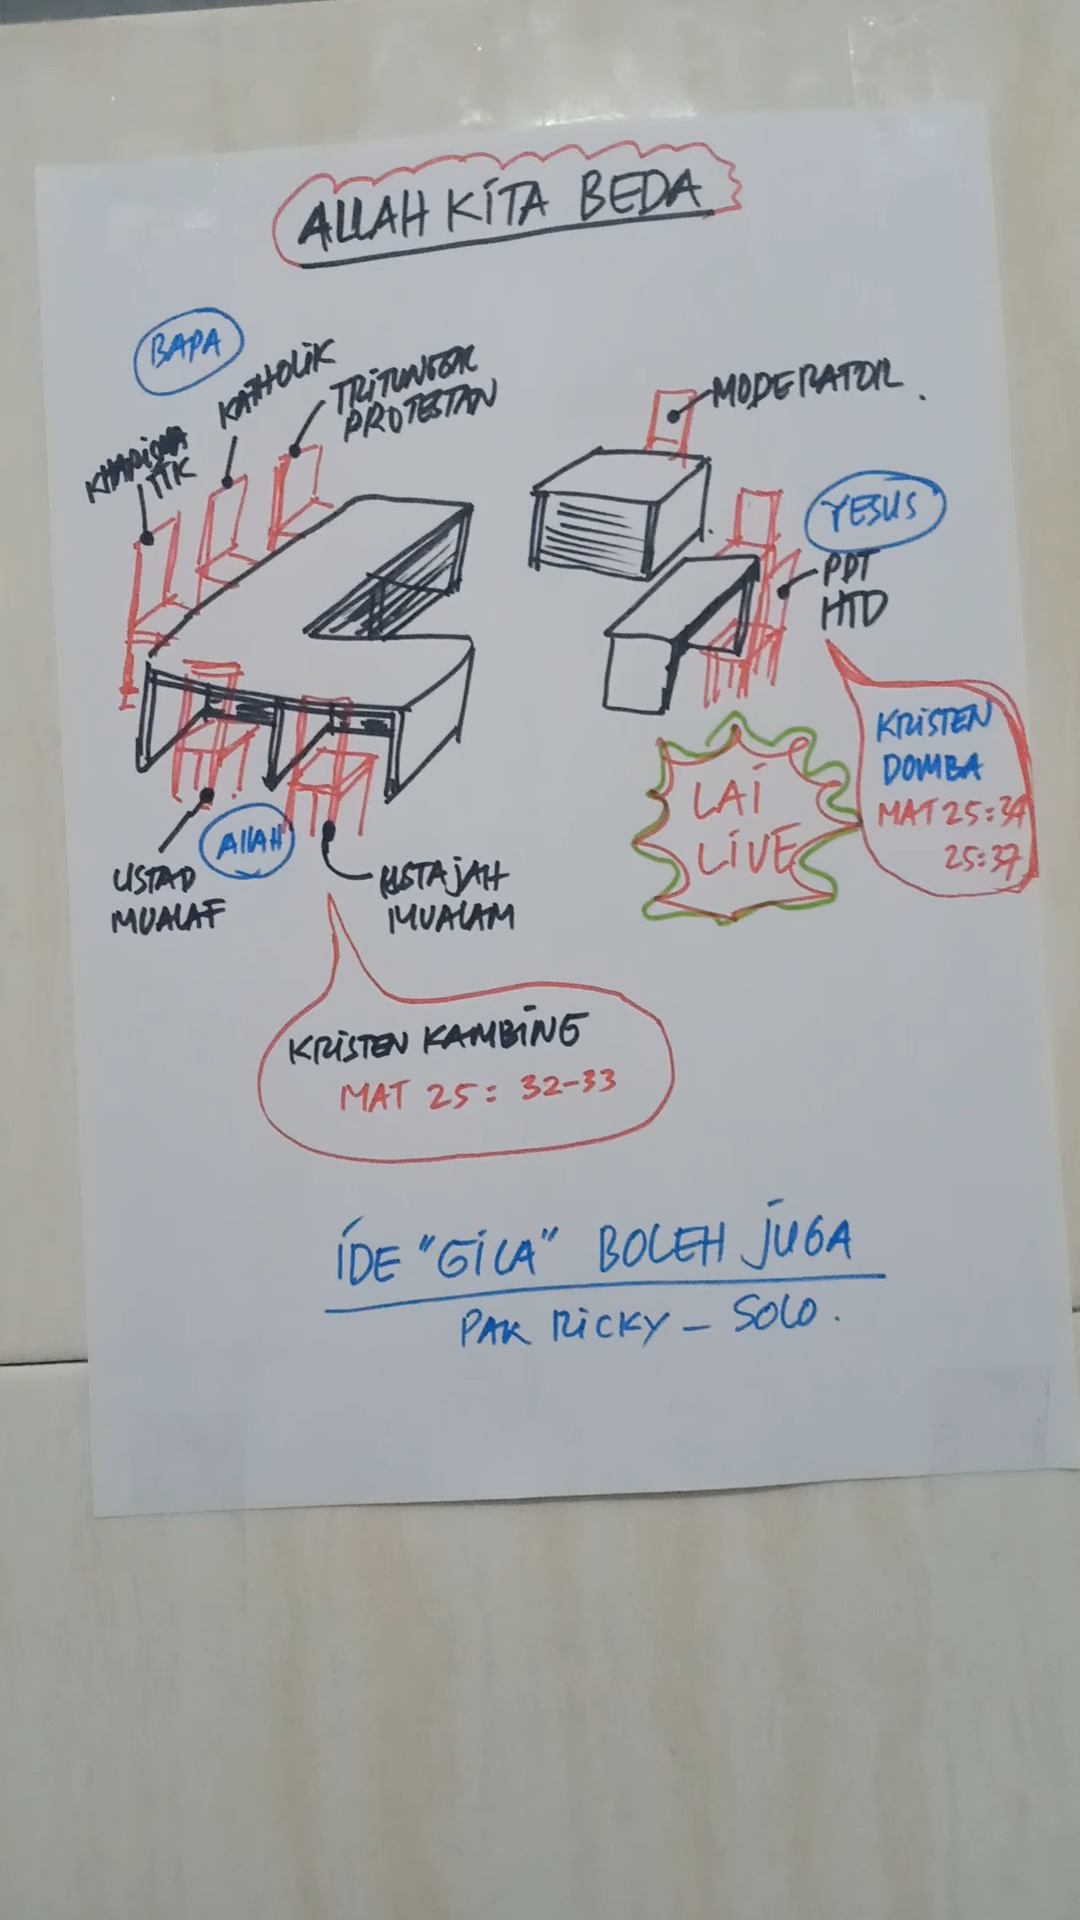 ALLAH KITA BEDA
BAPA
KHARISMA
TIK
KATHOLIK
TRITUNGGAL
PROTESTAN
MODERATOR.
YESUS
PDT
HTD
KRISTEN
DOMBA
MAT 25:34
25:37
LAI
LIVE
USTAD
MUALAF
ALLAH
USTAJAH
MUALAM
KRISTEN KAMBING
MAT 25: 32-33
IDE "GILA" BOLEH JUGA
PAK RICKY - SOLO.